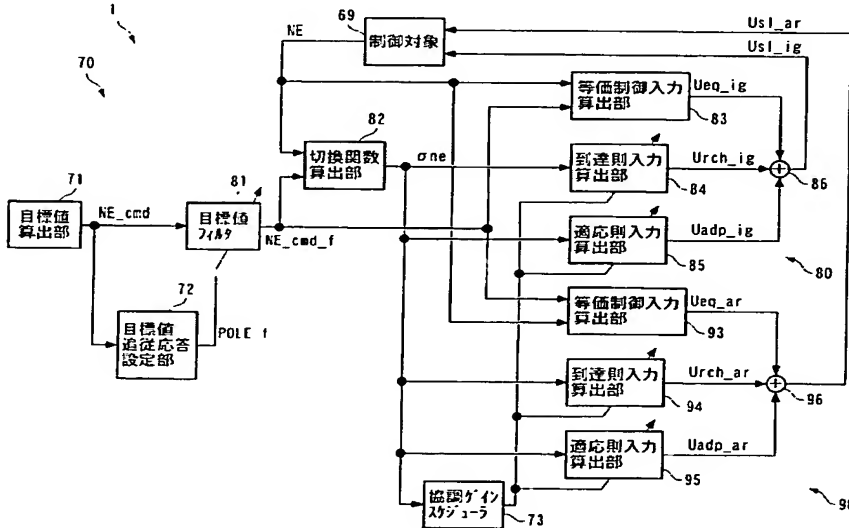 1
70
69
NE
制御対象
Usl_ar
Usl_ig
82
切換関数
算出部
σne
等価制御入力
算出部
83
Ueq_ig
到達則入力
算出部
84
Urch_ig
86
適応則入力
算出部
85
Uadp_ig
80
71
目標値
算出部
NE_cmd
81
目標値
フィルタ
NE_cmd_f
72
目標値
追従応答
設定部
POLE_f
等価制御入力
算出部
93
Ueq_ar
到達則入力
算出部
94
Urch_ar
96
適応則入力
算出部
95
Uadp_ar
協調ゲイン
スケジューラ
73